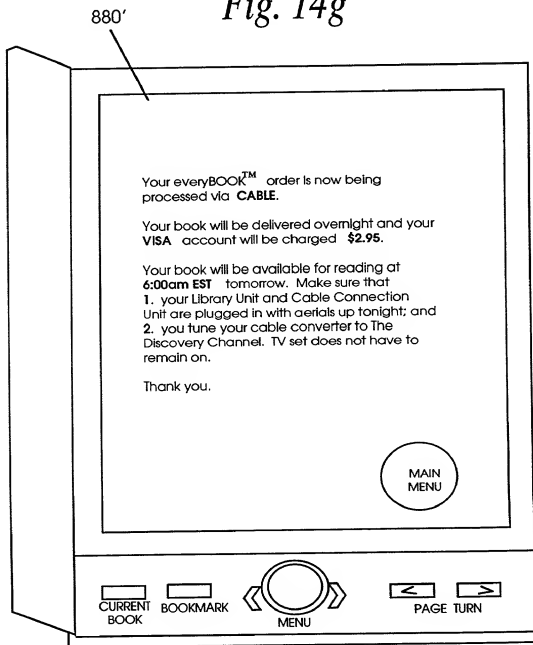 Fig. 14g
880'
Your everyBOOK™ order is now being
processed via CABLE.
Your book will be delivered overnight and your
VISA account will be charged $2.95.
Your book will be available for reading at
6:00am EST tomorrow. Make sure that
1. your Library Unit and Cable Connection
Unit are plugged in with aerials up tonight; and
2. you tune your cable converter to The
Discovery Channel. TV set does not have to
remain on.
Thank you.
MAIN
MENU
< >
CURRENT
BOOK
BOOKMARK
MENU
PAGE TURN